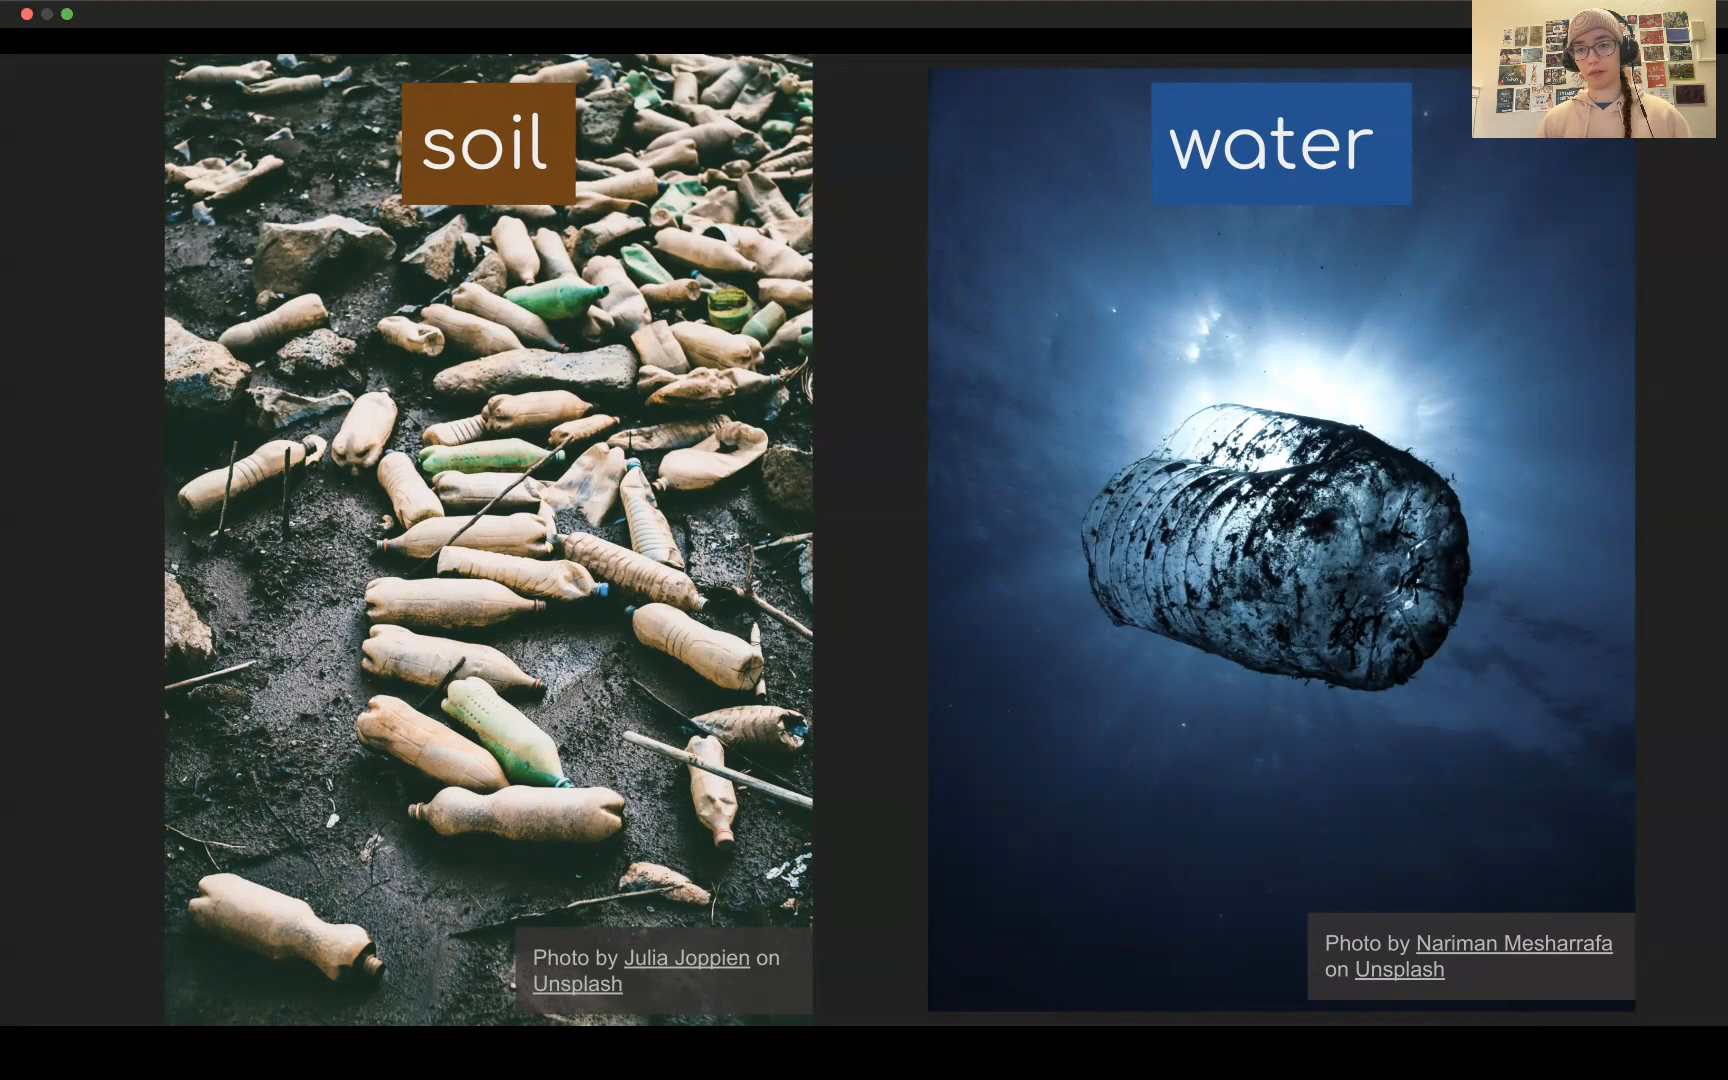 soil
water
Photo by Julia Joppien on
Unsplash
Photo by Nariman Mesharrafa
on Unsplash